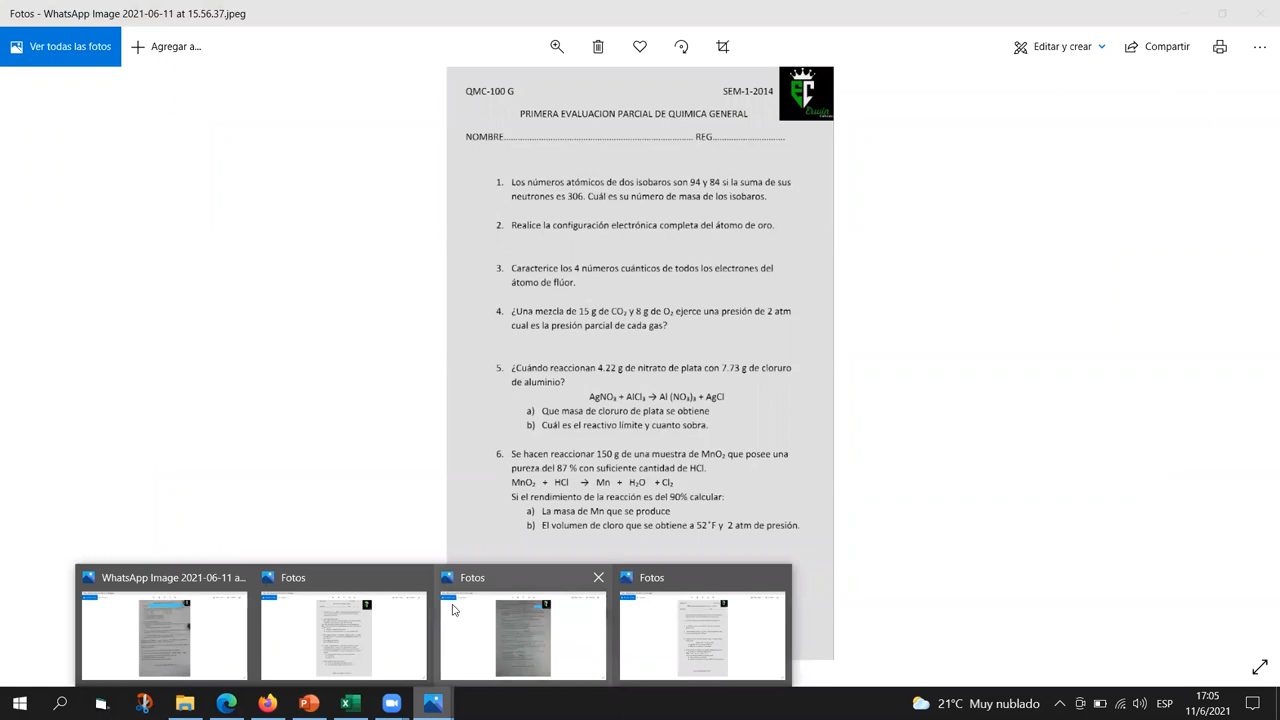 Fotos - WhatsApp Image 2021-06-11 at 15.56.37.jpeg
Ver todas las fotos
Agregar a...
Editar y crear
Compartir
QMC-100 G SEM-1-2014
EC
Erwin
PRIMERA EVALUACION PARCIAL DE QUIMICA GENERAL
NOMBRE.................................................................. REG.........................
1. Los números atómicos de dos isobaros son 94 y 84 si la suma de sus
neutrones es 306. Cuál es su número de masa de los isobaros.
2. Realice la configuración electrónica completa del átomo de oro.
3. Caracterice los 4 números cuánticos de todos los electrones del
átomo de flúor.
4. ¿Una mezcla de 15 g de CO₂ y 8 g de O₂ ejerce una presión de 2 atm
cual es la presión parcial de cada gas?
5. ¿Cuándo reaccionan 4.22 g de nitrato de plata con 7.73 g de cloruro
de aluminio?
AgNO₃ + AlCl₃ → Al (NO₃)₃ + AgCl
a) Que masa de cloruro de plata se obtiene
b) Cuál es el reactivo límite y cuanto sobra.
6. Se hacen reaccionar 150 g de una muestra de MnO₂ que posee una
pureza del 87 % con suficiente cantidad de HCl.
MnO₂ + HCl → Mn + H₂O + Cl₂
Si el rendimiento de la reacción es del 90% calcular:
a) La masa de Mn que se produce
b) El volumen de cloro que se obtiene a 52°F y 2 atm de presión.
WhatsApp Image 2021-06-11 a...
Fotos
Fotos
Fotos
21°C Muy nublado
ESP
17:05
11/6/2021